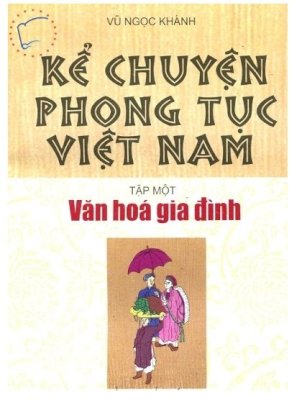 VŨ NGỌC KHÁNH
KỂ CHUYỆN
PHONG TỤC
VIỆT NAM
TẬP MỘT
Văn hoá gia đình